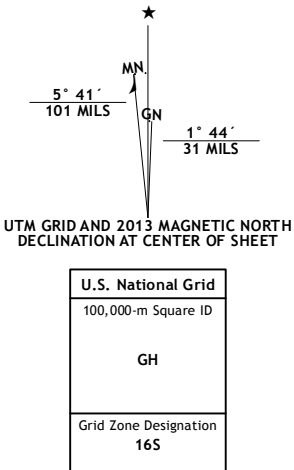 ★
MN.
5° 41´
101 MILS
GN
1° 44´
31 MILS
UTM GRID AND 2013 MAGNETIC NORTH
DECLINATION AT CENTER OF SHEET
U.S. National Grid
100,000-m Square ID
GH
Grid Zone Designation
16S